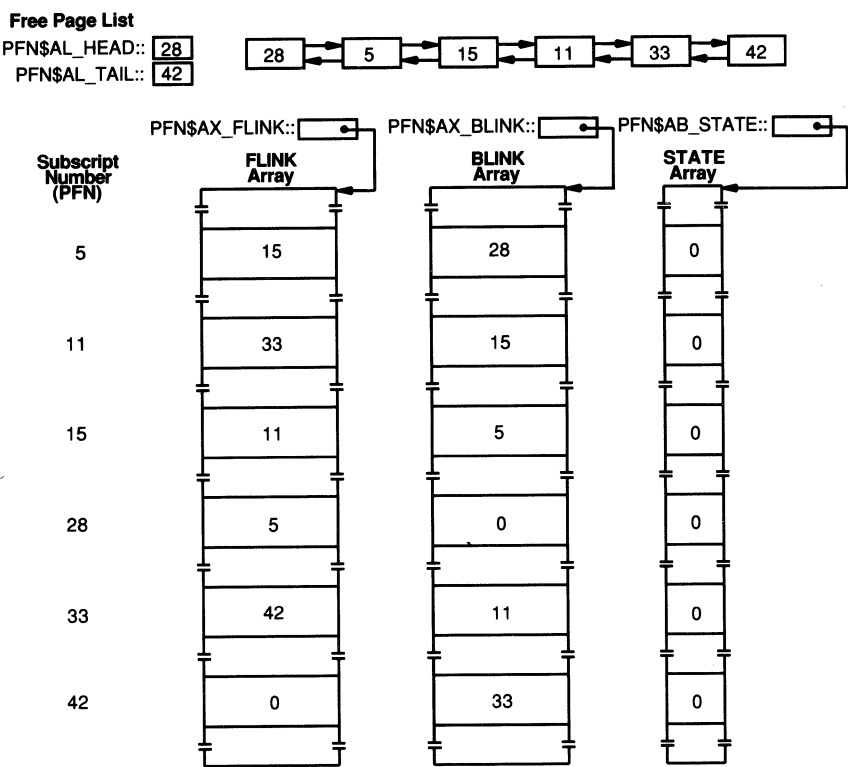 Free Page List
PFN$AL_HEAD:: 28
PFN$AL_TAIL:: 42
28 5 15 11 33 42
PFN$AX_FLINK:: PFN$AX_BLINK:: PFN$AB_STATE::
Subscript
Number
(PFN)
FLINK
Array
BLINK
Array
STATE
Array
5 15 28 0
11 33 15 0
15 11 5 0
28 5 0 0
33 42 11 0
42 0 33 0